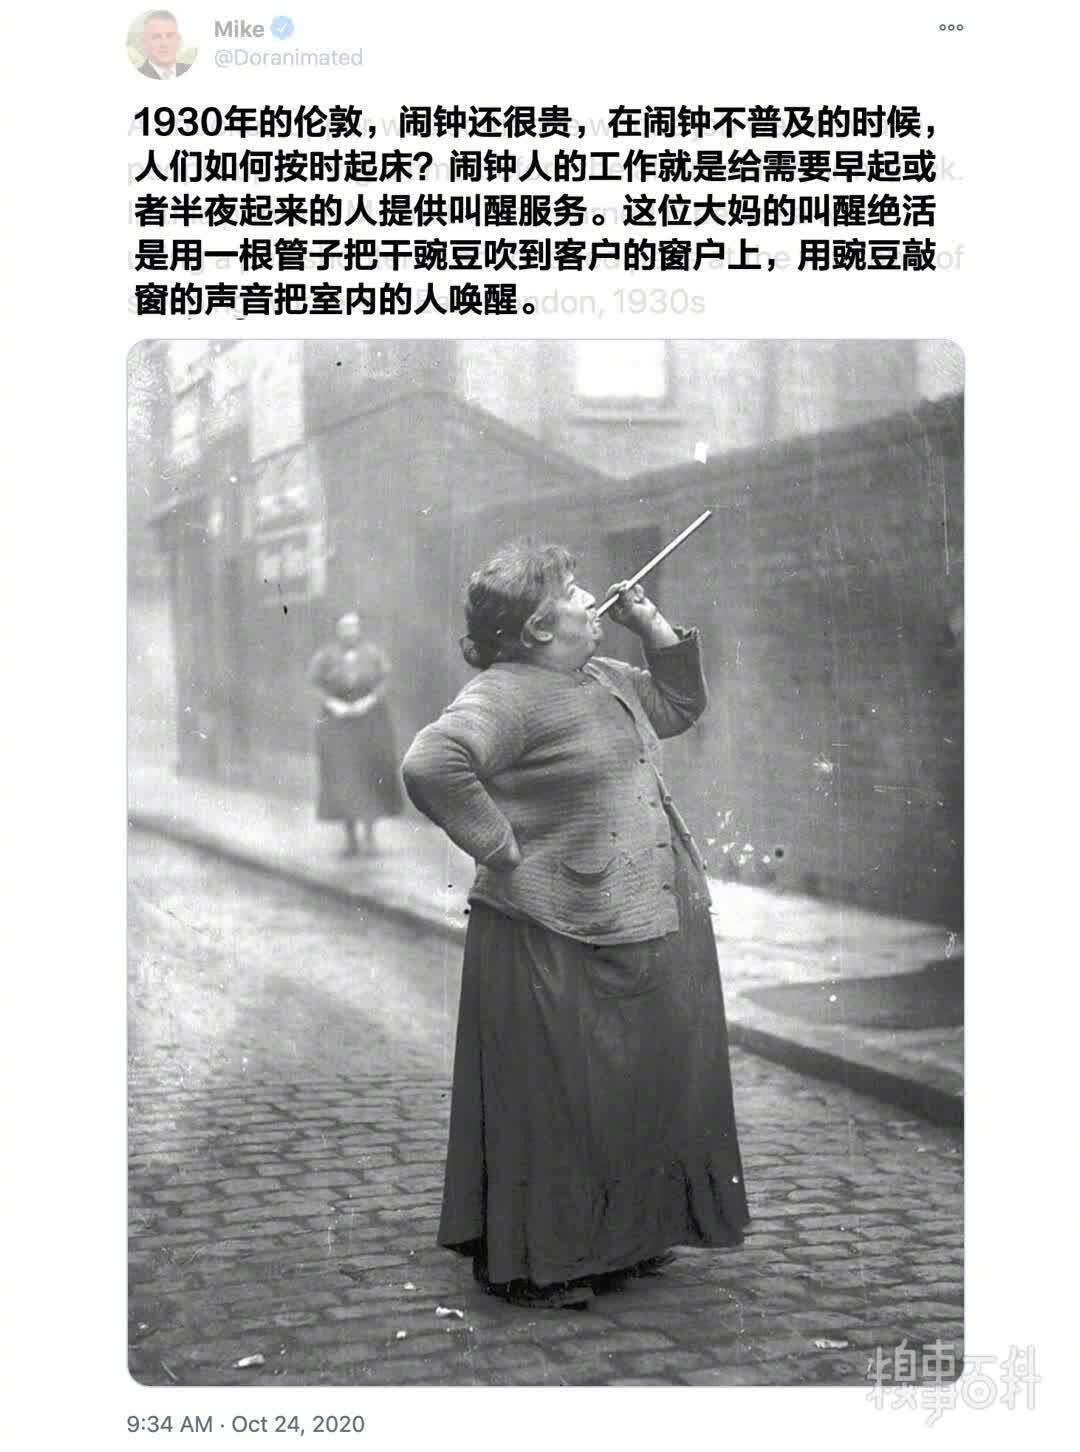 Mike
@Doranimated
1930年的伦敦，闹钟还很贵，在闹钟不普及的时候，
人们如何按时起床？闹钟人的工作就是给需要早起或
者半夜起来的人提供叫醒服务。这位大妈的叫醒绝活
是用一根管子把干豌豆吹到客户的窗户上，用豌豆敲
窗的声音把室内的人唤醒。
ndon, 1930s
糗事百科
9:34 AM · Oct 24, 2020